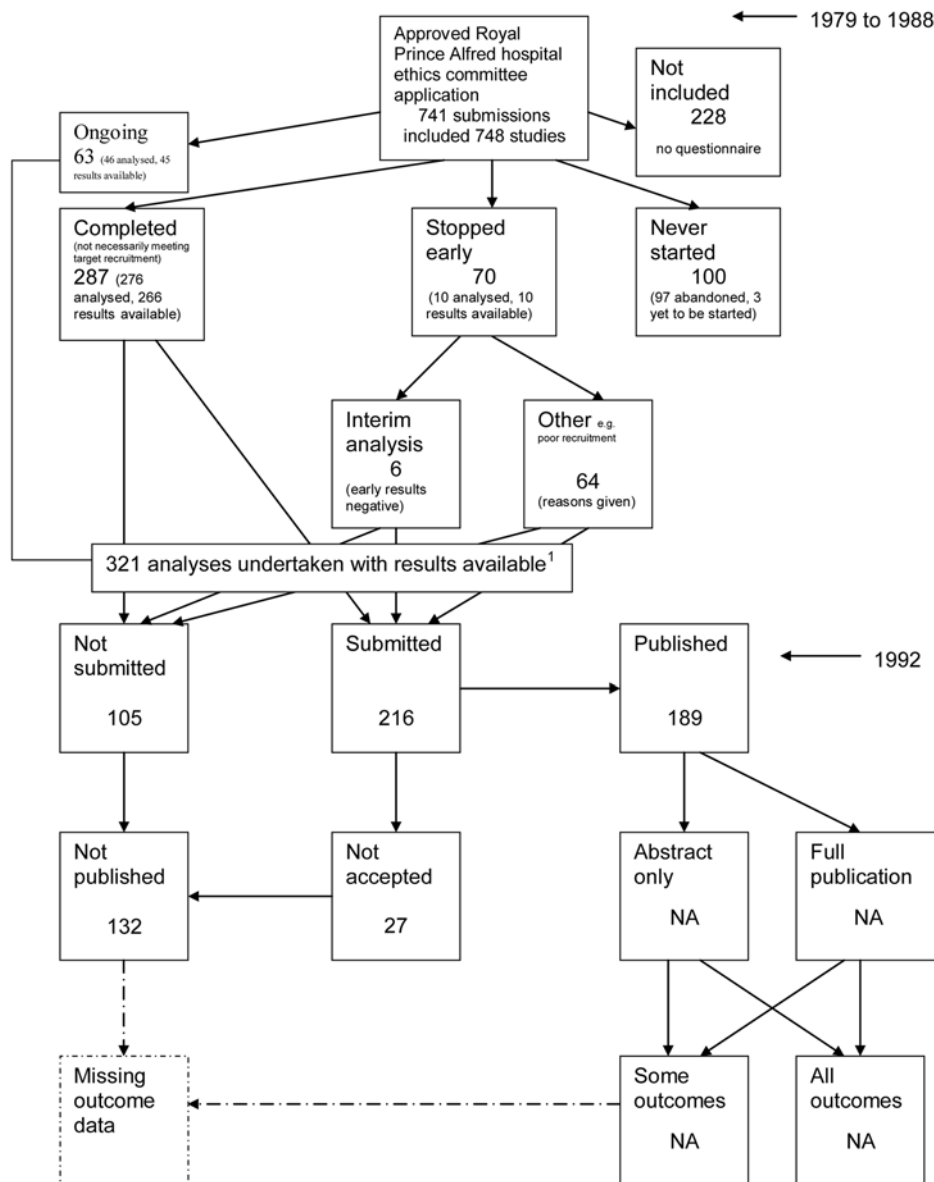 1979 to 1988
Approved Royal
Prince Alfred hospital
ethics committee
application
741 submissions
included 748 studies
Not
included
228
no questionnaire
Ongoing
63 (46 analysed, 45
results available)
Completed
(not necessarily meeting
target recruitment)
287 (276
analysed, 266
results available)
Stopped
early
70
(10 analysed, 10
results available)
Never
started
100
(97 abandoned, 3
yet to be started)
Interim
analysis
6
(early results
negative)
Other e.g.
poor recruitment
64
(reasons given)
321 analyses undertaken with results available1
Not
submitted
105
Submitted
216
Published
189
1992
Not
published
132
Not
accepted
27
Abstract
only
NA
Full
publication
NA
Missing
outcome
data
Some
outcomes
NA
All
outcomes
NA